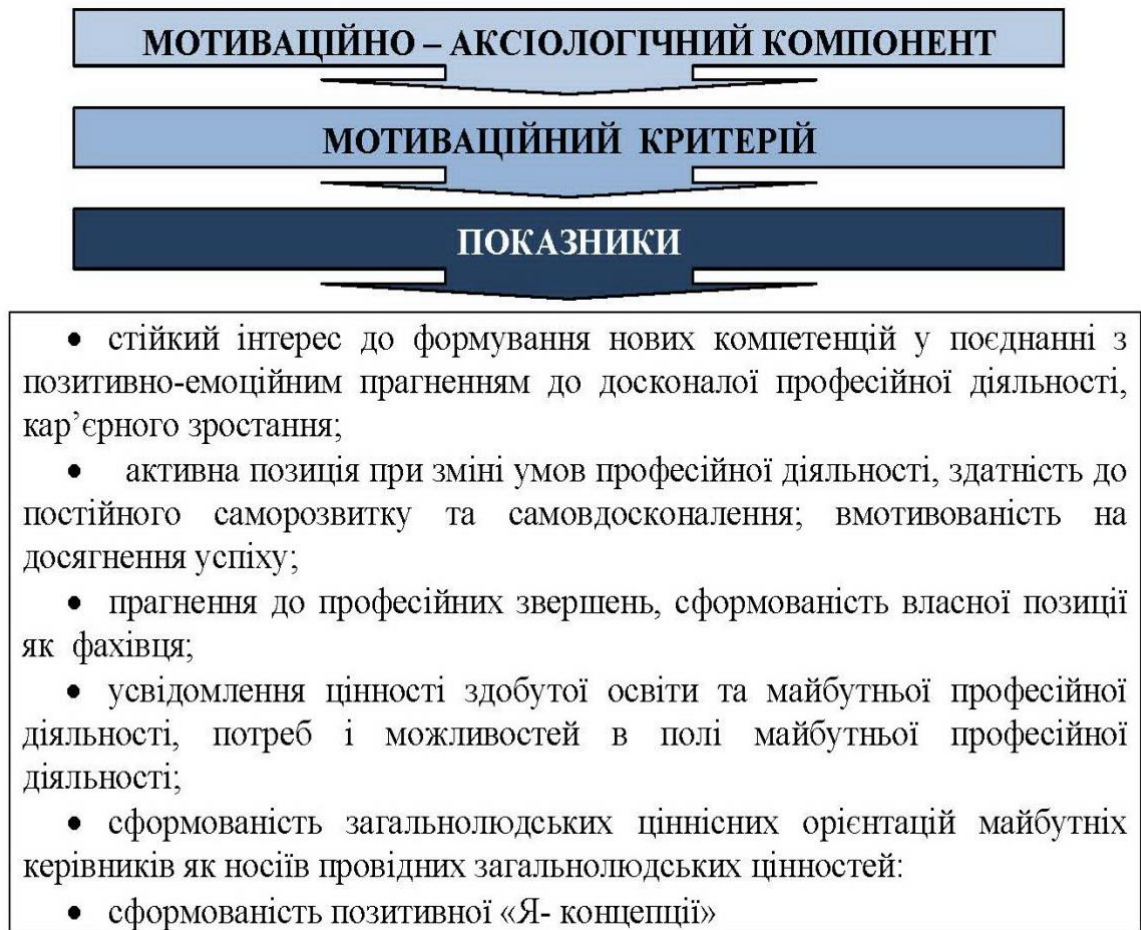 МОТИВАЦІЙНО – АКСІОЛОГІЧНИЙ КОМПОНЕНТ
МОТИВАЦІЙНИЙ КРИТЕРІЙ
ПОКАЗНИКИ
• стійкий інтерес до формування нових компетенцій у поєднанні з
позитивно-емоційним прагненням до досконалої професійної діяльності,
кар’єрного зростання;
• активна позиція при зміні умов професійної діяльності, здатність до
постійного саморозвитку та самовдосконалення; вмотивованість на
досягнення успіху;
• прагнення до професійних звершень, сформованість власної позиції
як фахівця;
• усвідомлення цінності здобутої освіти та майбутньої професійної
діяльності, потреб і можливостей в полі майбутньої професійної
діяльності;
• сформованість загальнолюдських ціннісних орієнтацій майбутніх
керівників як носіїв провідних загальнолюдських цінностей:
• сформованість позитивної «Я- концепції»